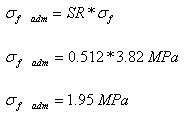 σf adm = SR*σf
σf adm = 0.512*3.82 MPa
σf adm = 1.95 MPa